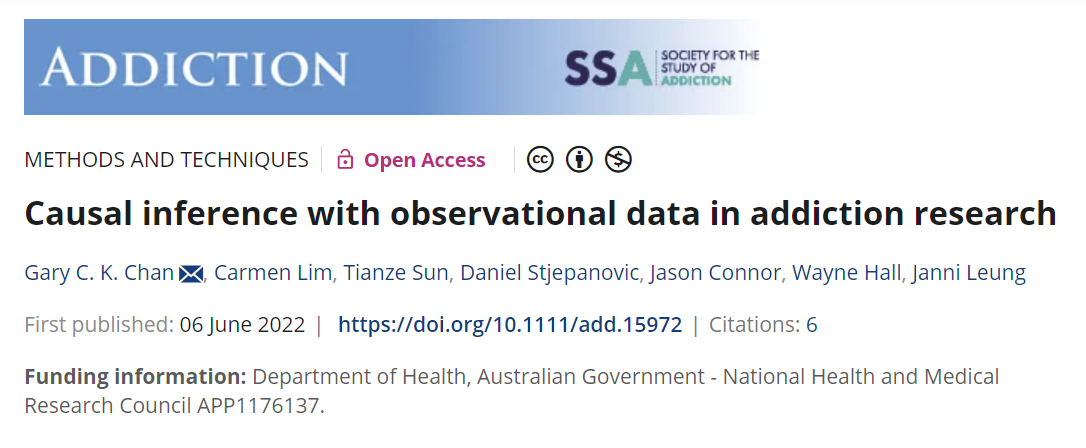 ADDICTION
SSA
SOCIETY FOR THE
STUDY OF
ADDICTION
METHODS AND TECHNIQUES
Open Access
cc
Causal inference with observational data in addiction research
Gary C. K. Chan, Carmen Lim, Tianze Sun, Daniel Stjepanovic, Jason Connor, Wayne Hall, Janni Leung
First published: 06 June 2022 | https://doi.org/10.1111/add.15972 | Citations: 6
Funding information: Department of Health, Australian Government - National Health and Medical
Research Council APP1176137.